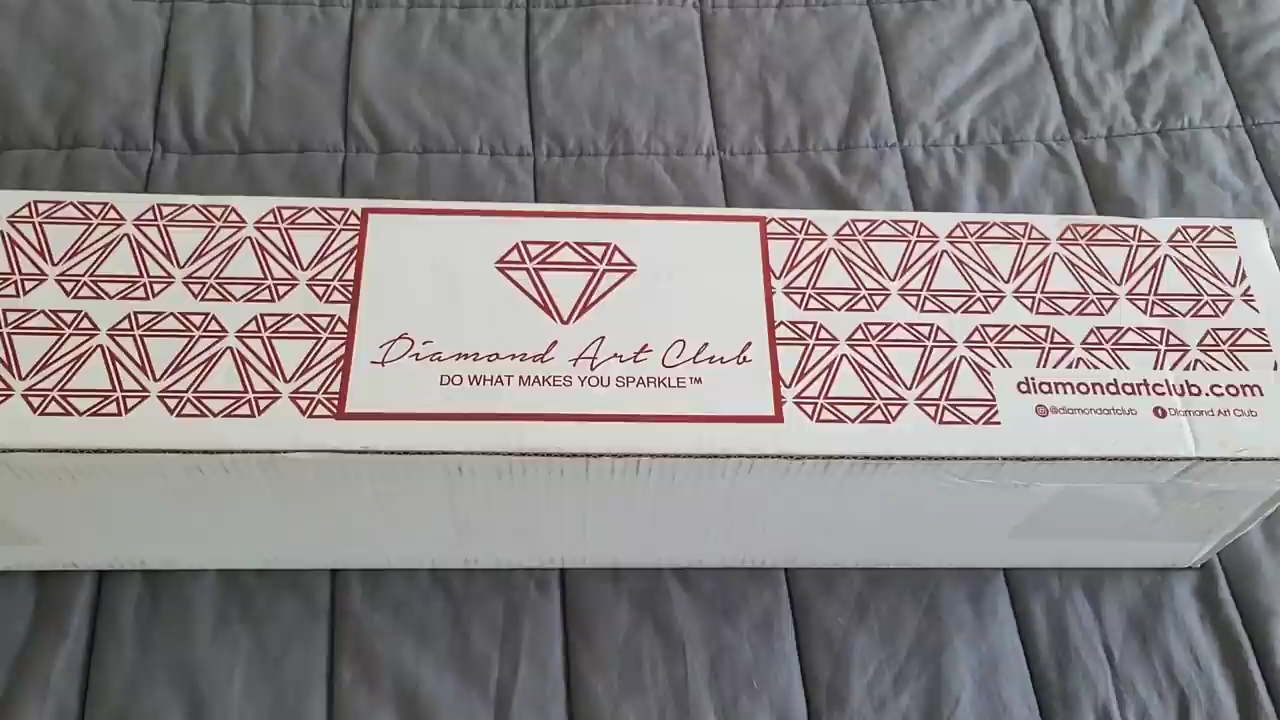 Diamond Art Club
DO WHAT MAKES YOU SPARKLE™
diamondartclub.com
@diamondartclub Diamond Art Club